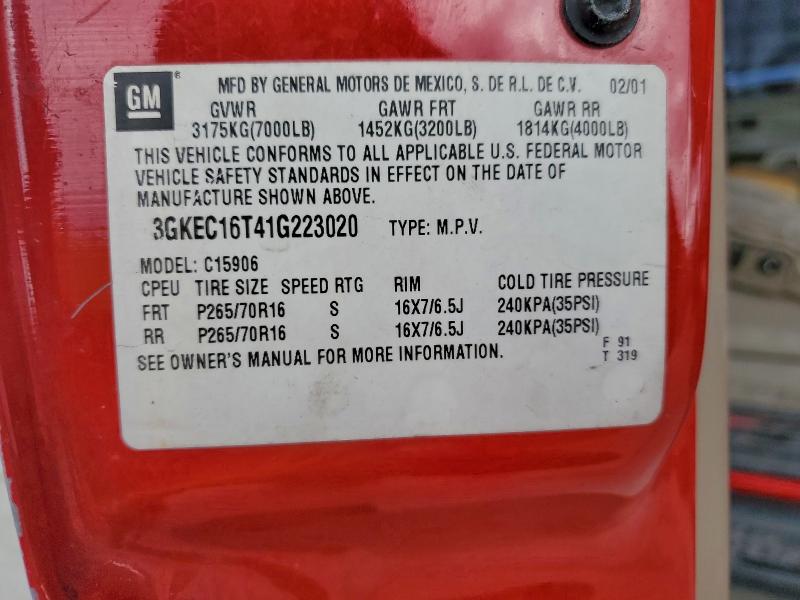 GM ® MFD BY GENERAL MOTORS DE MEXICO, S. DE R.L. DE C.V. 02/01
GVWR GAWR FRT GAWR RR
3175KG(7000LB) 1452KG(3200LB) 1814KG(4000LB)
THIS VEHICLE CONFORMS TO ALL APPLICABLE U.S. FEDERAL MOTOR
VEHICLE SAFETY STANDARDS IN EFFECT ON THE DATE OF
MANUFACTURE SHOWN ABOVE.
3GKEC16T41G223020 TYPE: M.P.V.
MODEL: C15906
CPEU TIRE SIZE SPEED RTG RIM COLD TIRE PRESSURE
FRT P265/70R16 S 16X7/6.5J 240KPA(35PSI)
RR P265/70R16 S 16X7/6.5J 240KPA(35PSI)
SEE OWNER'S MANUAL FOR MORE INFORMATION.
F 91
T 319